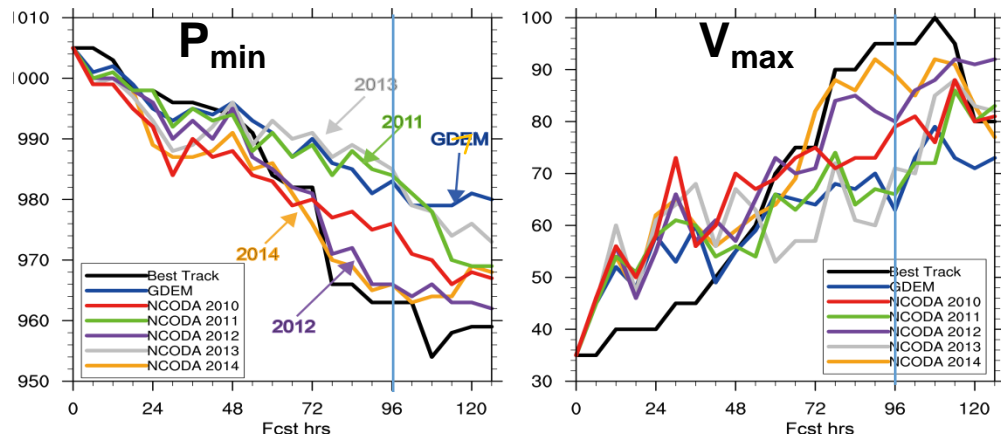 P min
1010
1000
990
980
970
960
950
2013
2011
GDEM
2014
2012
Best Track
GDEM
NCODA 2010
NCODA 2011
NCODA 2012
NCODA 2013
NCODA 2014
0 24 48 72 96 120
Fcst hrs
V max
100
90
80
70
60
50
40
30
Best Track
GDEM
NCODA 2010
NCODA 2011
NCODA 2012
NCODA 2013
NCODA 2014
0 24 48 72 96 120
Fcst hrs